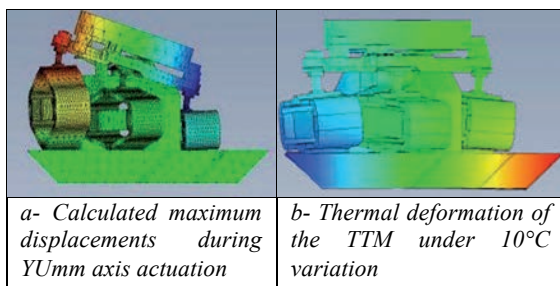 a- Calculated maximum
displacements during
YUmm axis actuation
b- Thermal deformation of
the TTM under 10°C
variation